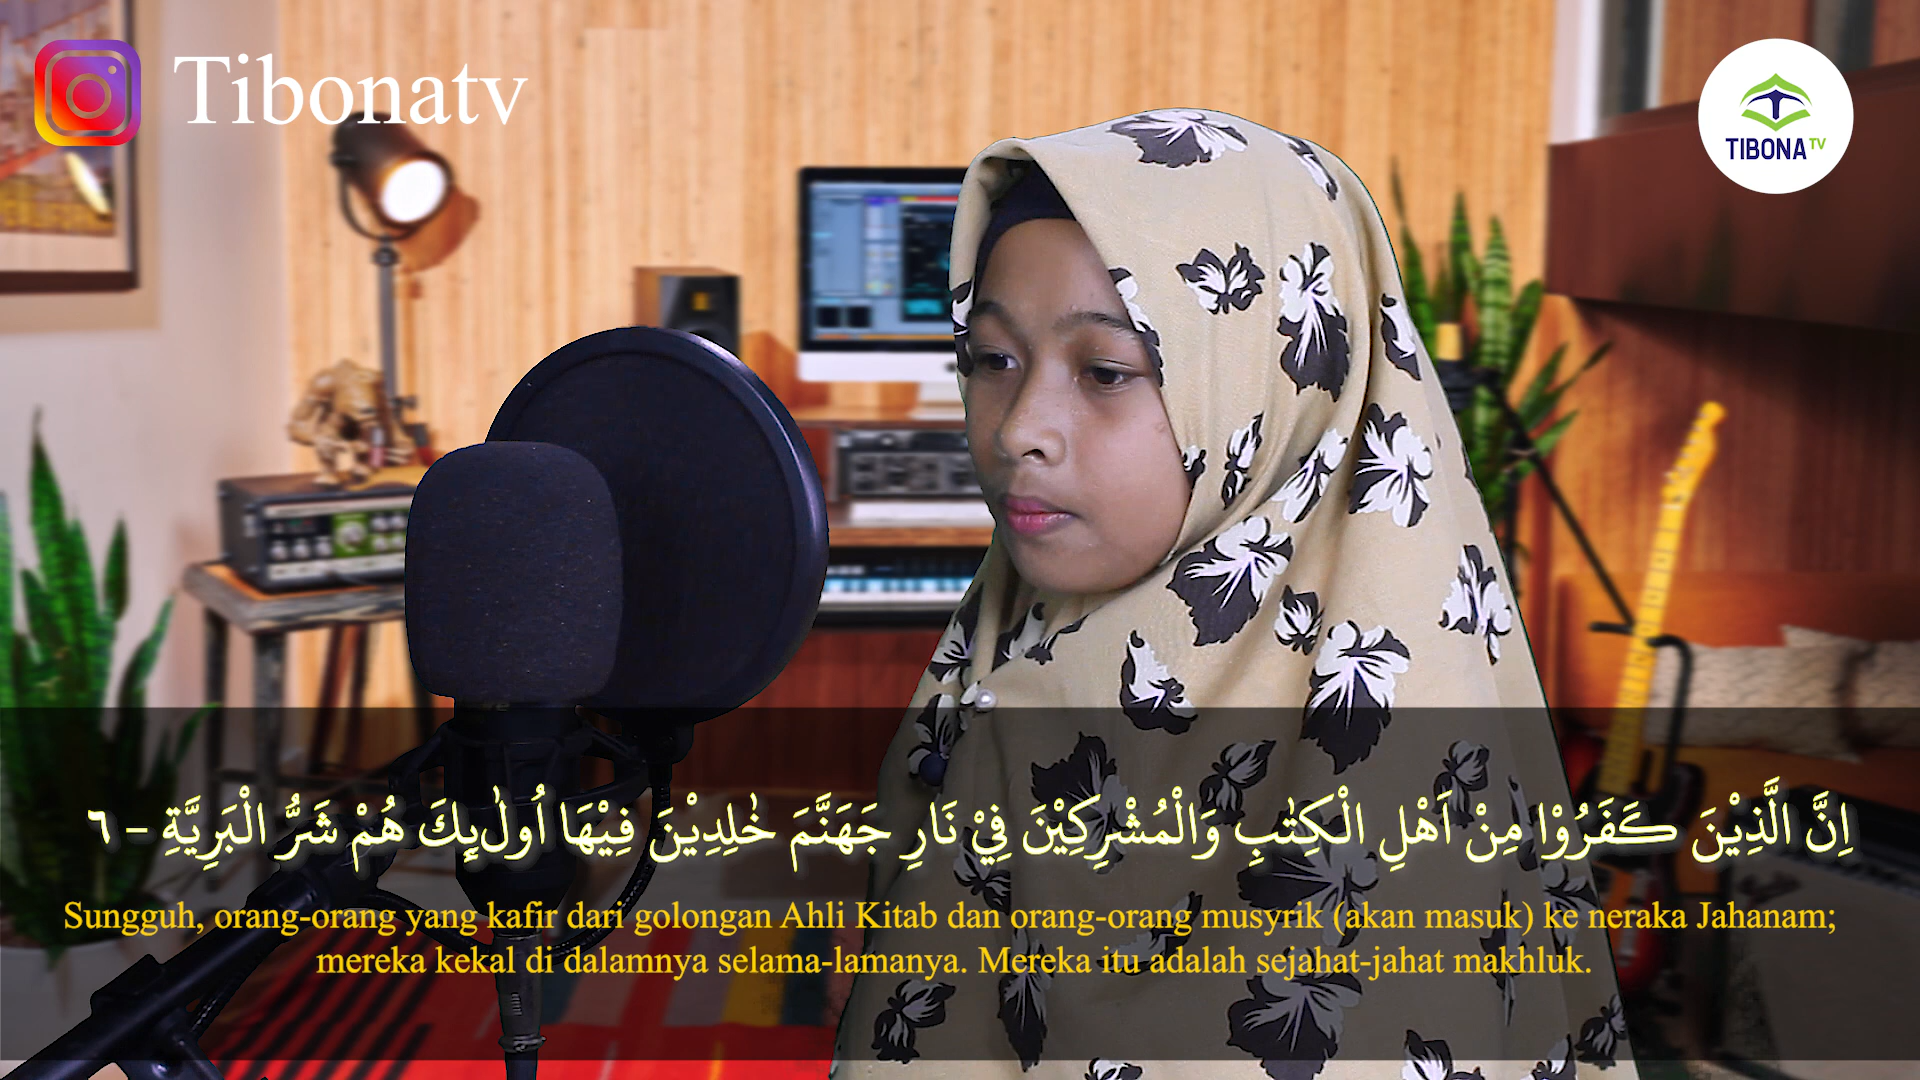 Tibonatv
TIBONA TV
اِنَّ الَّذِيْنَ كَفَرُوْا مِنْ اَهْلِ الْكِتٰبِ وَالْمُشْرِكِيْنَ فِيْ نَارِ جَهَنَّمَ خٰلِدِيْنَ فِيْهَا اُولٰۤىِٕكَ هُمْ شَرُّ الْبَرِيَّةِ – ٦
Sungguh, orang-orang yang kafir dari golongan Ahli Kitab dan orang-orang musyrik (akan masuk) ke neraka Jahanam;
mereka kekal di dalamnya selama-lamanya. Mereka itu adalah sejahat-jahat makhluk.